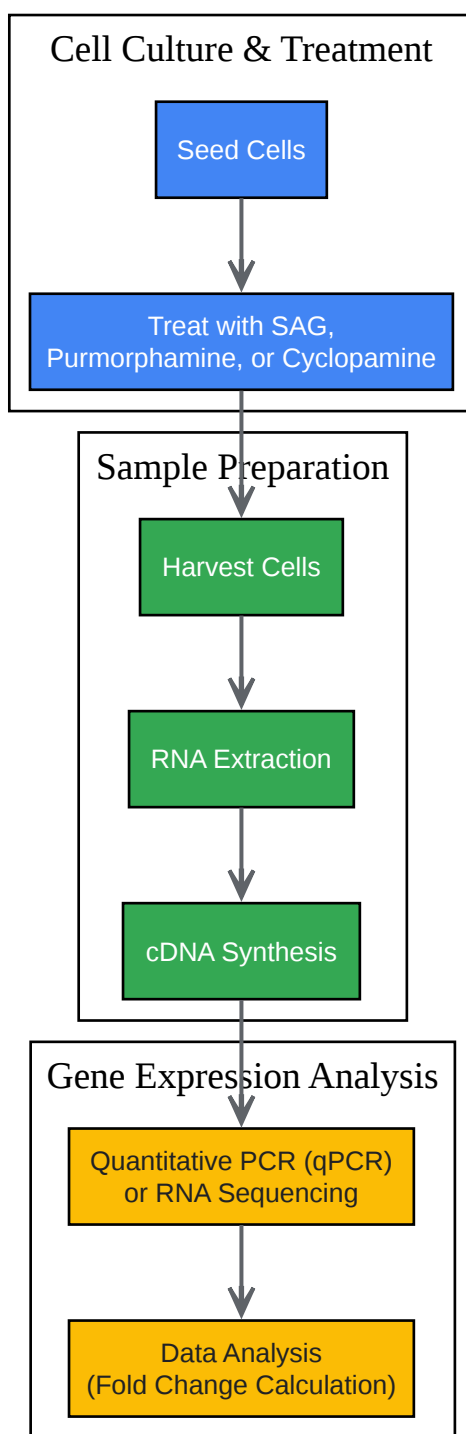 Cell Culture & Treatment
Seed Cells
Treat with SAG,
Purmorphamine, or Cyclopamine
Sample Preparation
Harvest Cells
RNA Extraction
cDNA Synthesis
Gene Expression Analysis
Quantitative PCR (qPCR)
or RNA Sequencing
Data Analysis
(Fold Change Calculation)